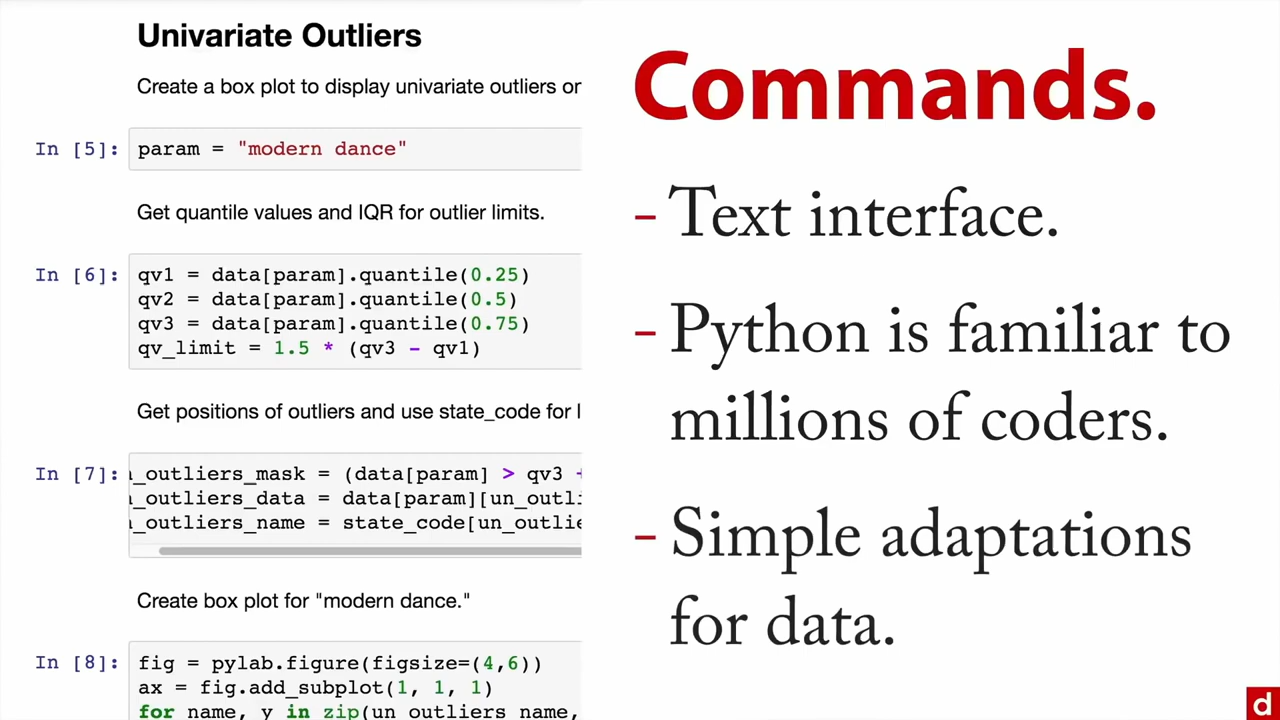 Univariate Outliers
Create a box plot to display univariate outliers on
In [5]: param = "modern dance"
Get quantile values and IQR for outlier limits.
In [6]: qv1 = data[param].quantile(0.25)
qv2 = data[param].quantile(0.5)
qv3 = data[param].quantile(0.75)
qv_limit = 1.5 * (qv3 - qv1)
Get positions of outliers and use state_code for
In [7]: n_outliers_mask = (data[param] > qv3 +
n_outliers_data = data[param][un_outli
n_outliers_name = state_code[un_outlie
Create box plot for "modern dance."
In [8]: fig = pylab.figure(figsize=(4,6))
ax = fig.add_subplot(1, 1, 1)
for name, y in zip(un_outliers_name,
Commands.
- Text interface.
- Python is familiar to
millions of coders.
- Simple adaptations
for data.
d